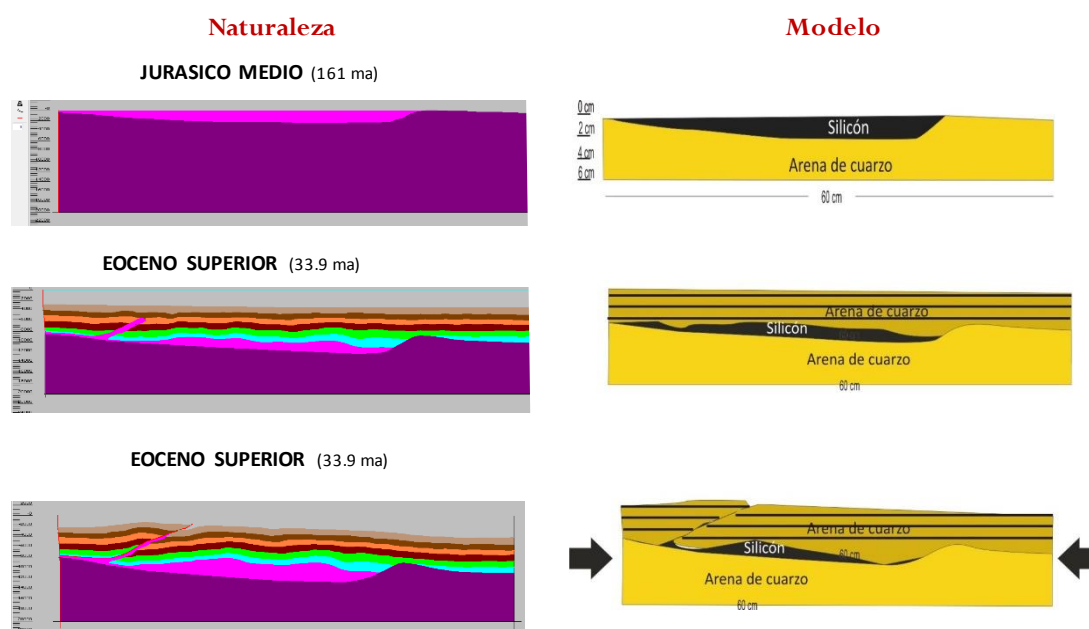 Naturaleza
Modelo
JURASICO MEDIO (161 ma)
0 cm
2 cm
4 cm
6 cm
Silicón
Arena de cuarzo
60 cm
EOCENO SUPERIOR (33.9 ma)
Arena de cuarzo
Silicón
Arena de cuarzo
60 cm
EOCENO SUPERIOR (33.9 ma)
Arena de cuarzo
Silicón
60 cm
Arena de cuarzo
60 cm